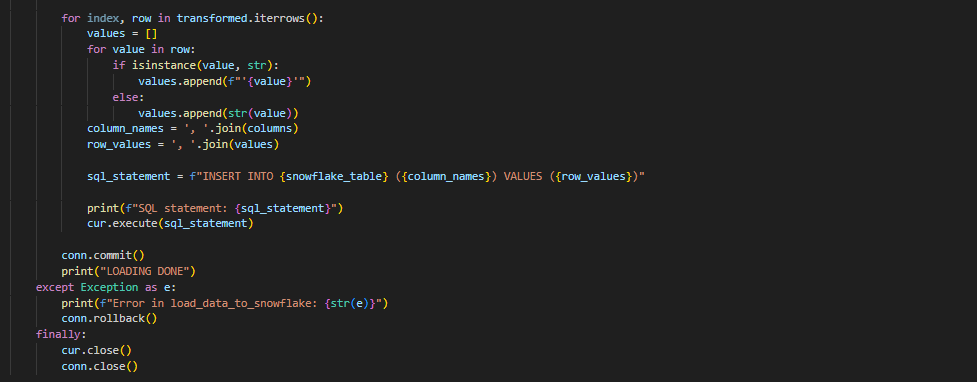 for index, row in transformed.iterrows():
values = []
for value in row:
if isinstance(value, str):
values.append(f"'{value}'")
else:
values.append(str(value))
column_names = ', '.join(columns)
row_values = ', '.join(values)
sql_statement = f"INSERT INTO {snowflake_table} ({column_names}) VALUES ({row_values})"
print(f"SQL statement: {sql_statement}")
cur.execute(sql_statement)
conn.commit()
print("LOADING DONE")
except Exception as e:
print(f"Error in load_data_to_snowflake: {str(e)}")
conn.rollback()
finally:
cur.close()
conn.close()